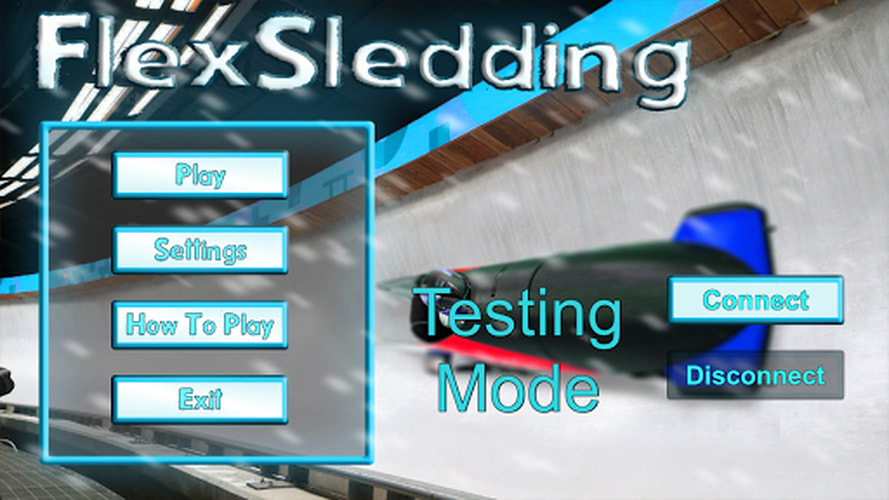 FlexSledding
Play
Settings
How To Play
Exit
Testing
Mode
Connect
Disconnect